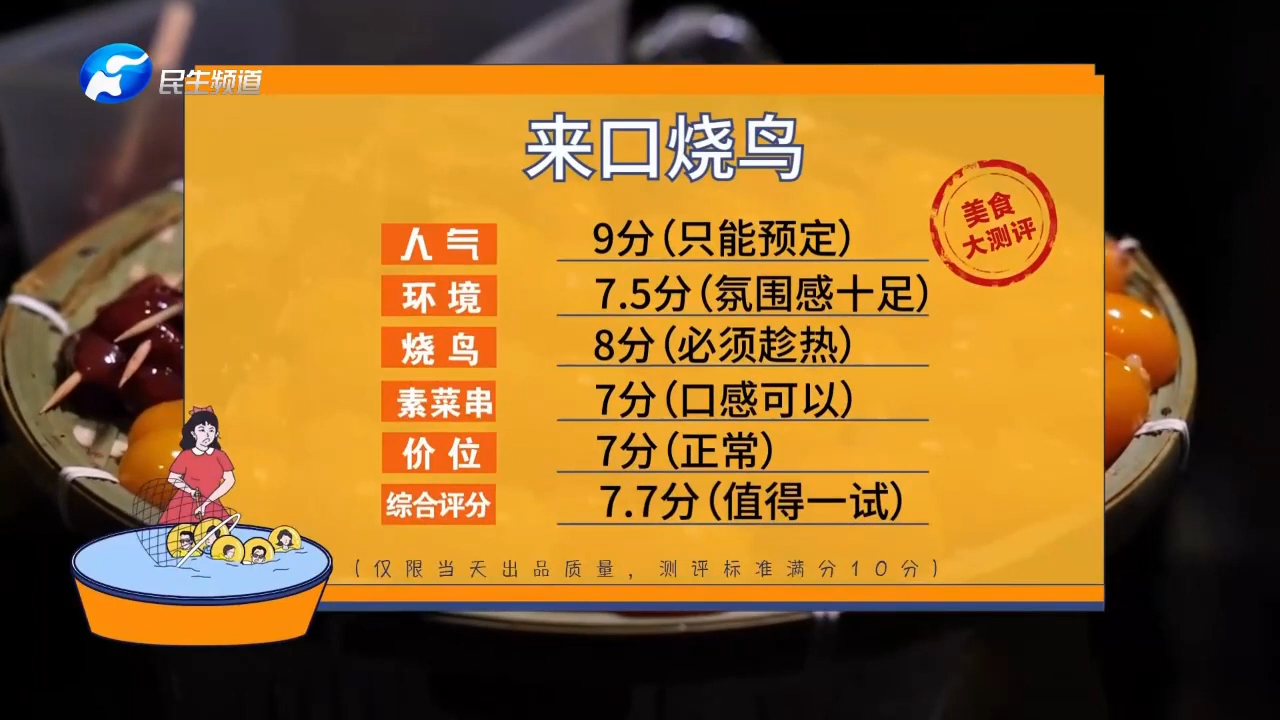 民生频道
来口烧鸟
美食
大测评
人气 9分(只能预定)
环境 7.5分(氛围感十足)
烧鸟 8分(必须趁热)
素菜串 7分(口感可以)
价位 7分(正常)
综合评分 7.7分(值得一试)
(仅限当天出品质量，测评标准满分10分)